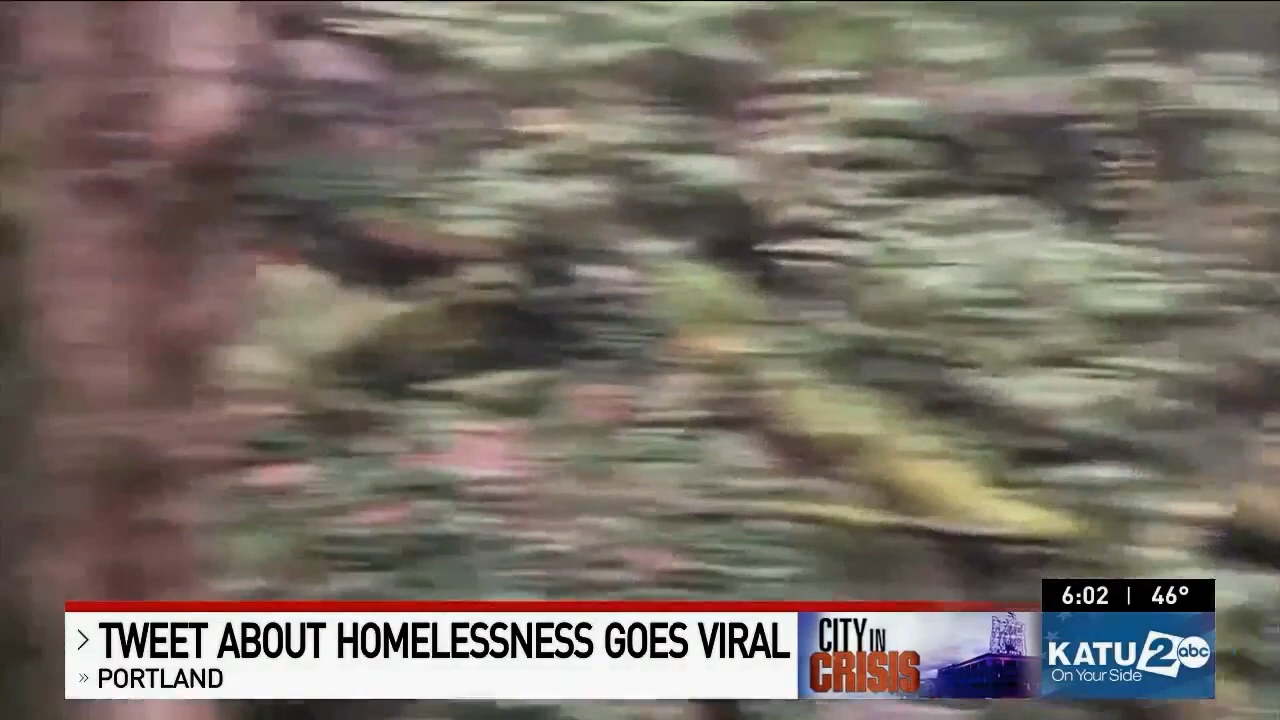 6:02 | 46°
> TWEET ABOUT HOMELESSNESS GOES VIRAL
» PORTLAND
CITY IN
CRISIS
KATU 2 abc
On Your Side